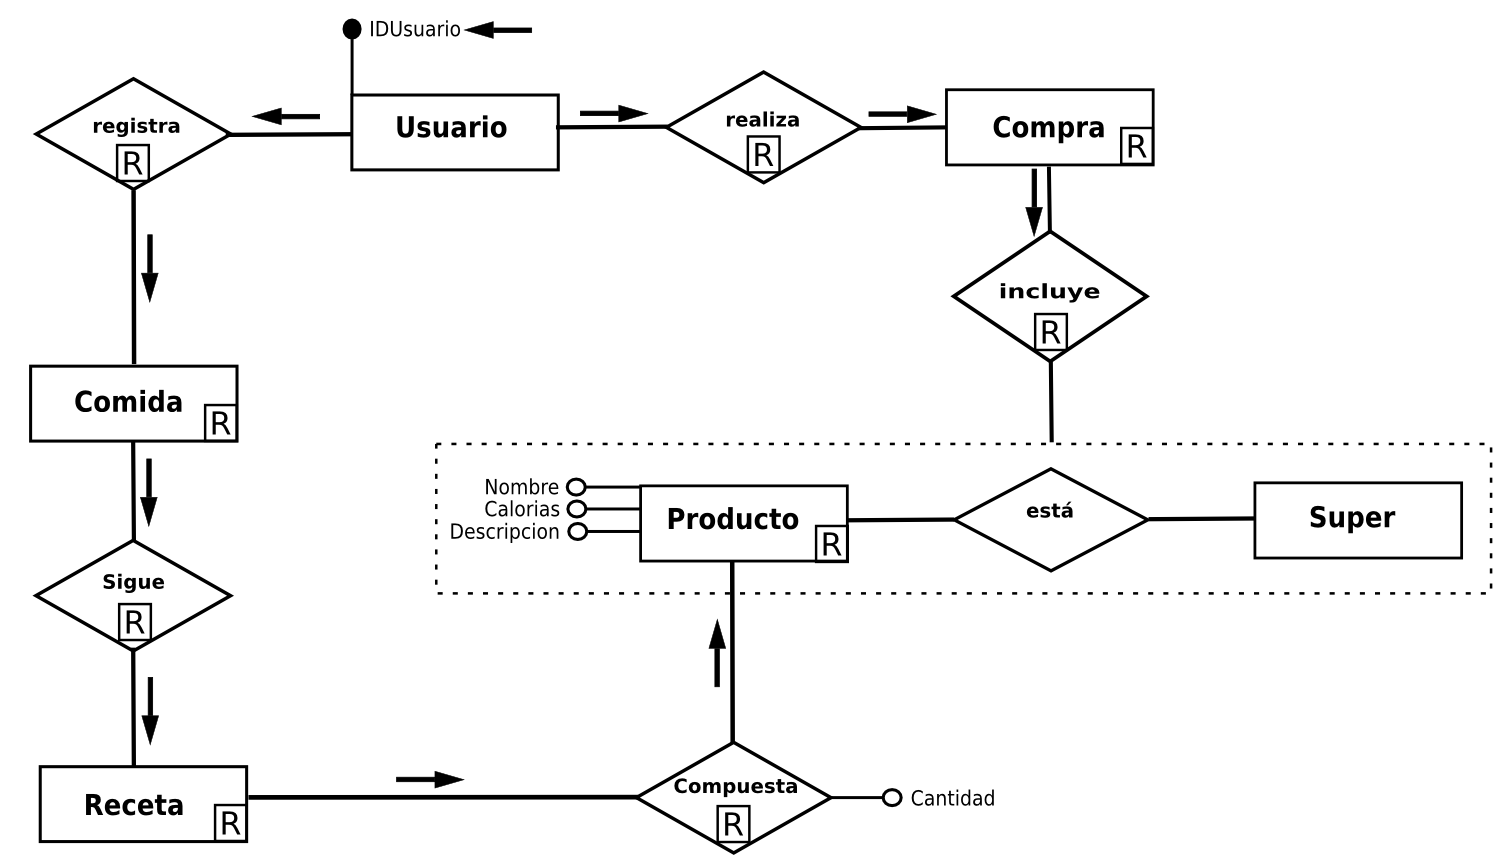 IDUsuario
registra
R
Usuario
realiza
R
Compra
R
incluye
R
Comida
R
Nombre
Calorias
Descripcion
Producto
R
está
Super
Sigue
R
Receta
R
Compuesta
R
Cantidad